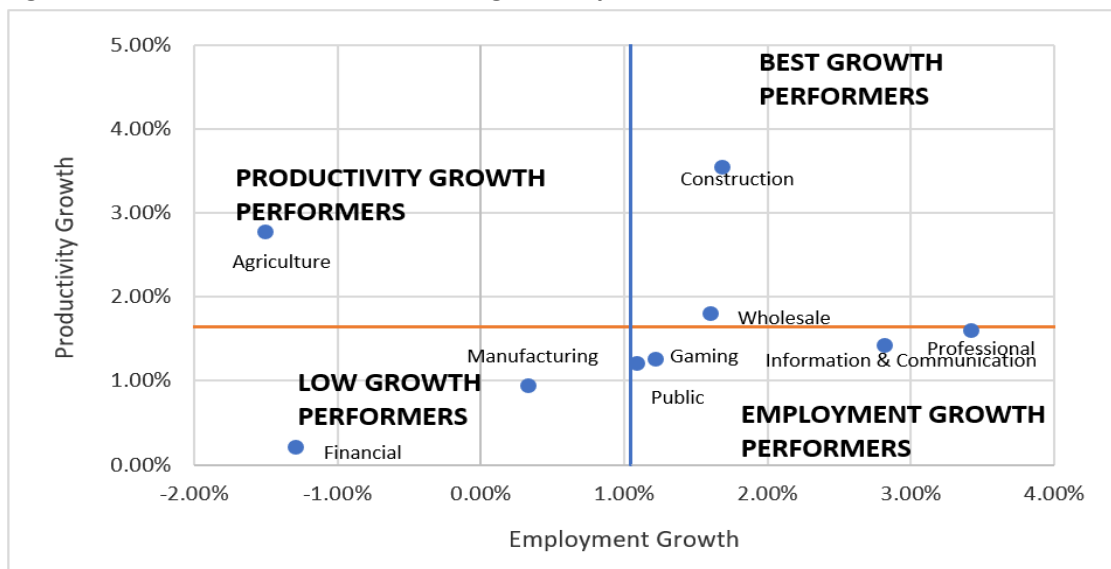 5.00%
4.00%
3.00%
2.00%
1.00%
0.00%
-2.00%
-1.00%
0.00%
1.00%
2.00%
3.00%
4.00%
Productivity Growth
Employment Growth
BEST GROWTH
PERFORMERS
Construction
PRODUCTIVITY GROWTH
PERFORMERS
Agriculture
Wholesale
Professional
Manufacturing
Gaming
Information & Communication
LOW GROWTH
PERFORMERS
Public
EMPLOYMENT GROWTH
PERFORMERS
Financial